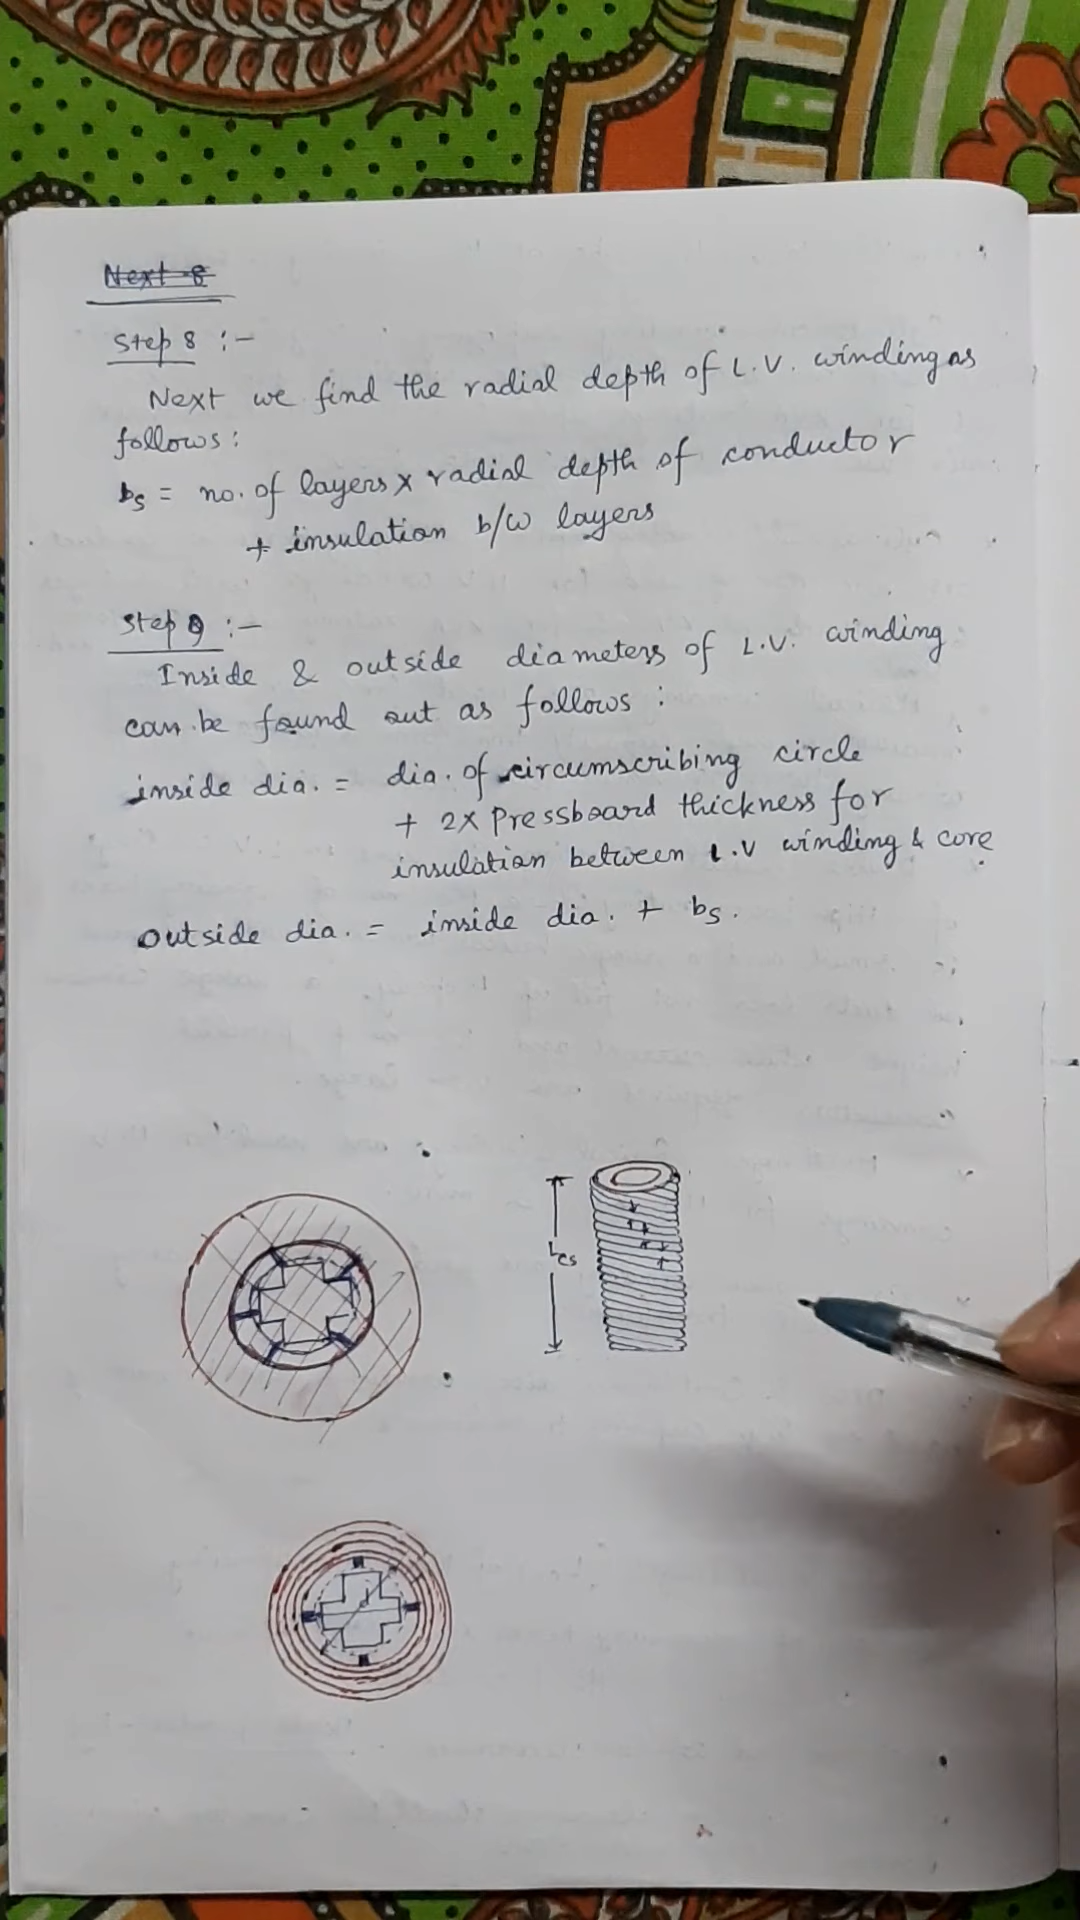 Next 8
Step 8 :-
Next we find the radial depth of L.V. winding as
follows:
bs = no. of layers x radial depth of conductor
+ insulation b/w layers
Step 9 :-
Inside & outside diameters of L.V. winding
can be found out as follows :
inside dia. = dia. of circumscribing circle
+ 2x Pressboard thickness for
insulation between L.V winding & core.
outside dia. = inside dia. + bs.
Lcs